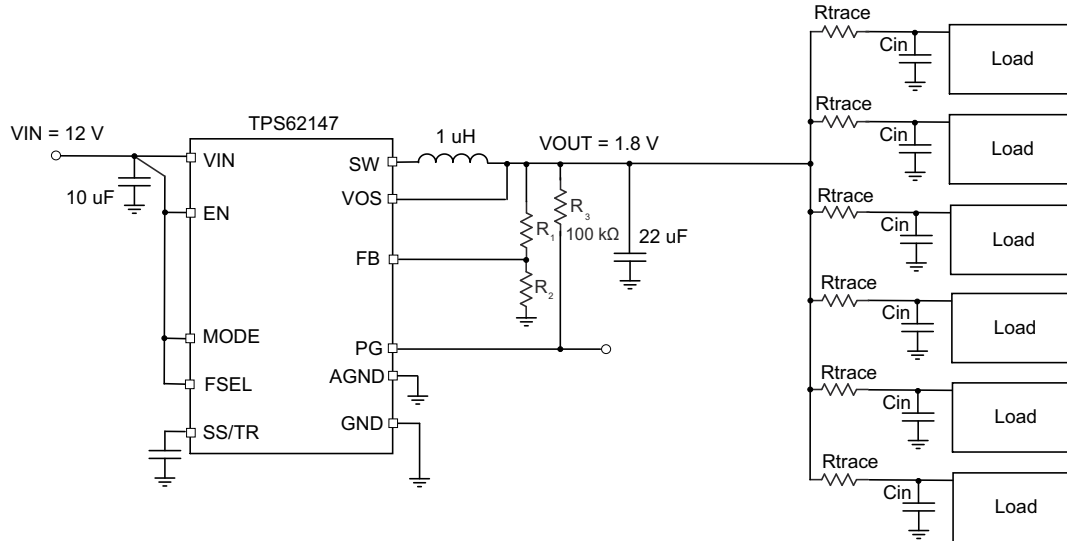 TPS62147
VIN = 12 V
10 uF
VIN
EN
MODE
FSEL
SS/TR
SW
VOS
FB
PG
AGND
GND
1 uH
VOUT = 1.8 V
R1
R2
R3
100 kΩ
22 uF
Rtrace
Cin
Load
Rtrace
Cin
Load
Rtrace
Cin
Load
Rtrace
Cin
Load
Rtrace
Cin
Load
Rtrace
Cin
Load